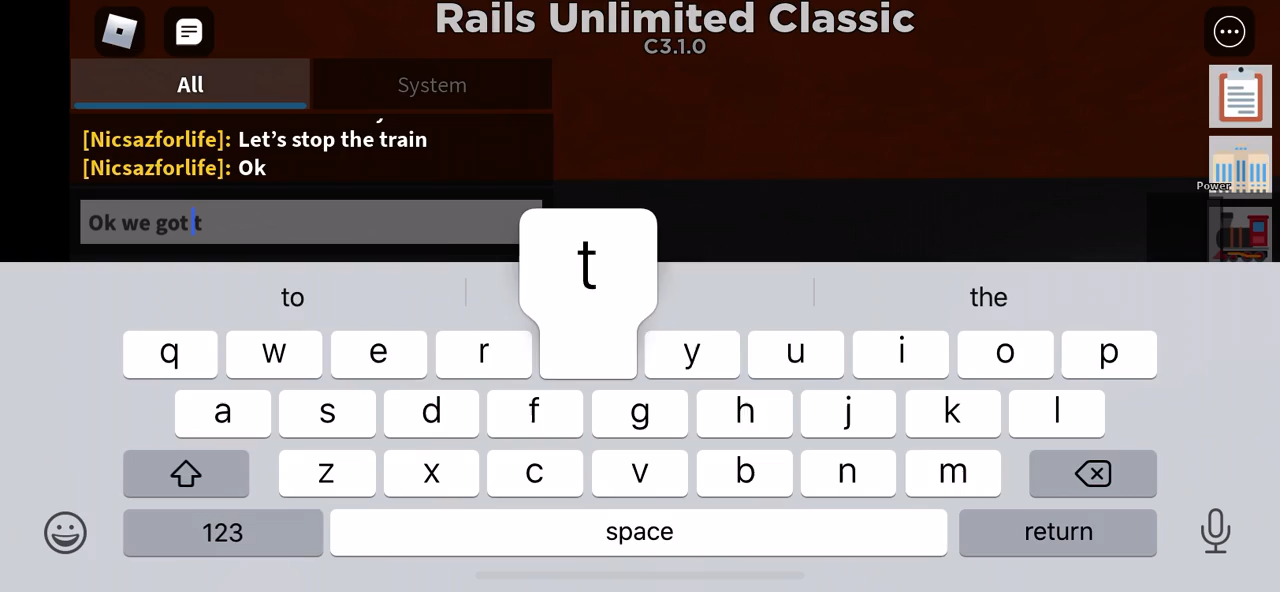 Rails Unlimited Classic
C3.1.0
All
System
[Nicsazforlife]: Let’s stop the train
[Nicsazforlife]: Ok
Power
Ok we got t
t
to
the
q w e r y u i o p
a s d f g h j k l
z x c v b n m
123
space
return